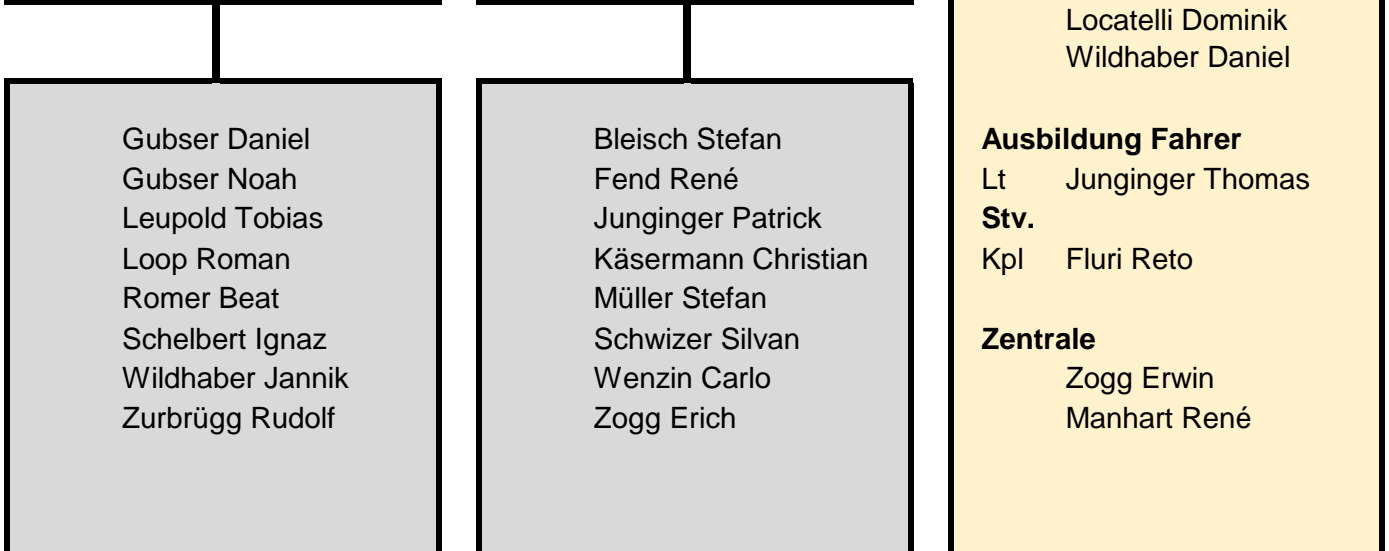 Locatelli Dominik
Wildhaber Daniel
Gubser Daniel
Gubser Noah
Leupold Tobias
Loop Roman
Romer Beat
Schelbert Ignaz
Wildhaber Jannik
Zurbrügg Rudolf
Bleisch Stefan
Fend René
Junginger Patrick
Käsermann Christian
Müller Stefan
Schwizer Silvan
Wenzin Carlo
Zogg Erich
Ausbildung Fahrer
Lt Junginger Thomas
Stv.
Kpl Fluri Reto
Zentrale
Zogg Erwin
Manhart René